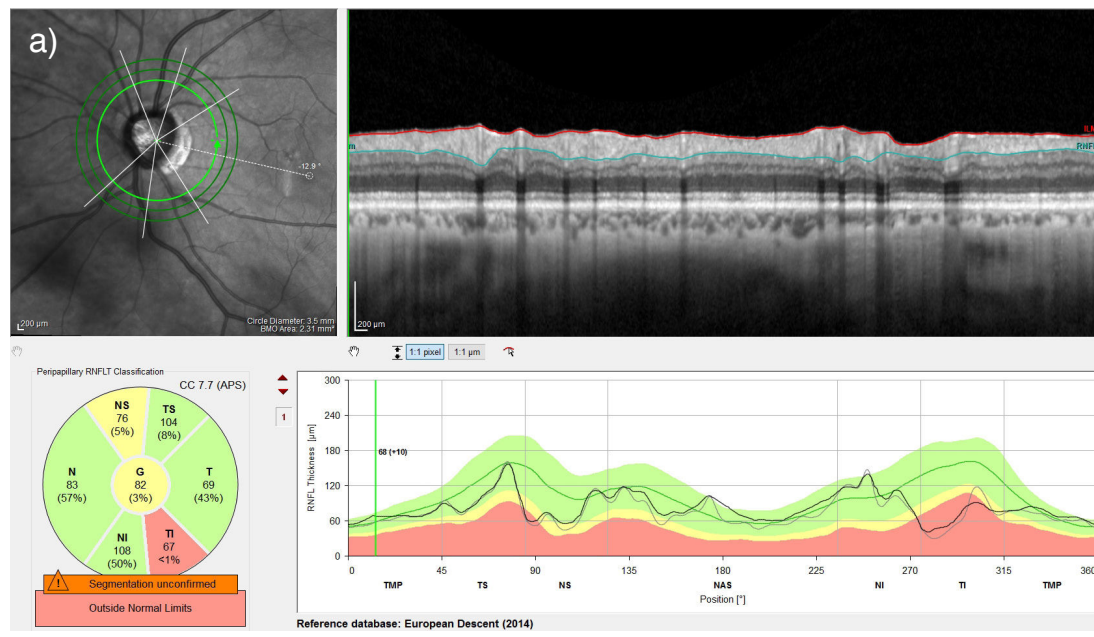 a)
-12.9 °
200 µm
Circle Diameter: 3.5 mm
BMO Area: 2.31 mm²
ILM
RNFL
200 µm
1:1 pixel 1:1 µm
Peripapillary RNFLT Classification
CC 7.7 (APS)
NS
76
(5%)
TS
104
(8%)
N
83
(57%)
G
82
(3%)
T
69
(43%)
NI
108
(50%)
TI
67
<1%
! Segmentation unconfirmed
Outside Normal Limits
1
RNFL Thickness [µm]
300
240
180
120
60
0
68 (+10)
0 45 90 135 180 225 270 315 360
TMP TS NS NAS NI TI TMP
Position [°]
Reference database: European Descent (2014)